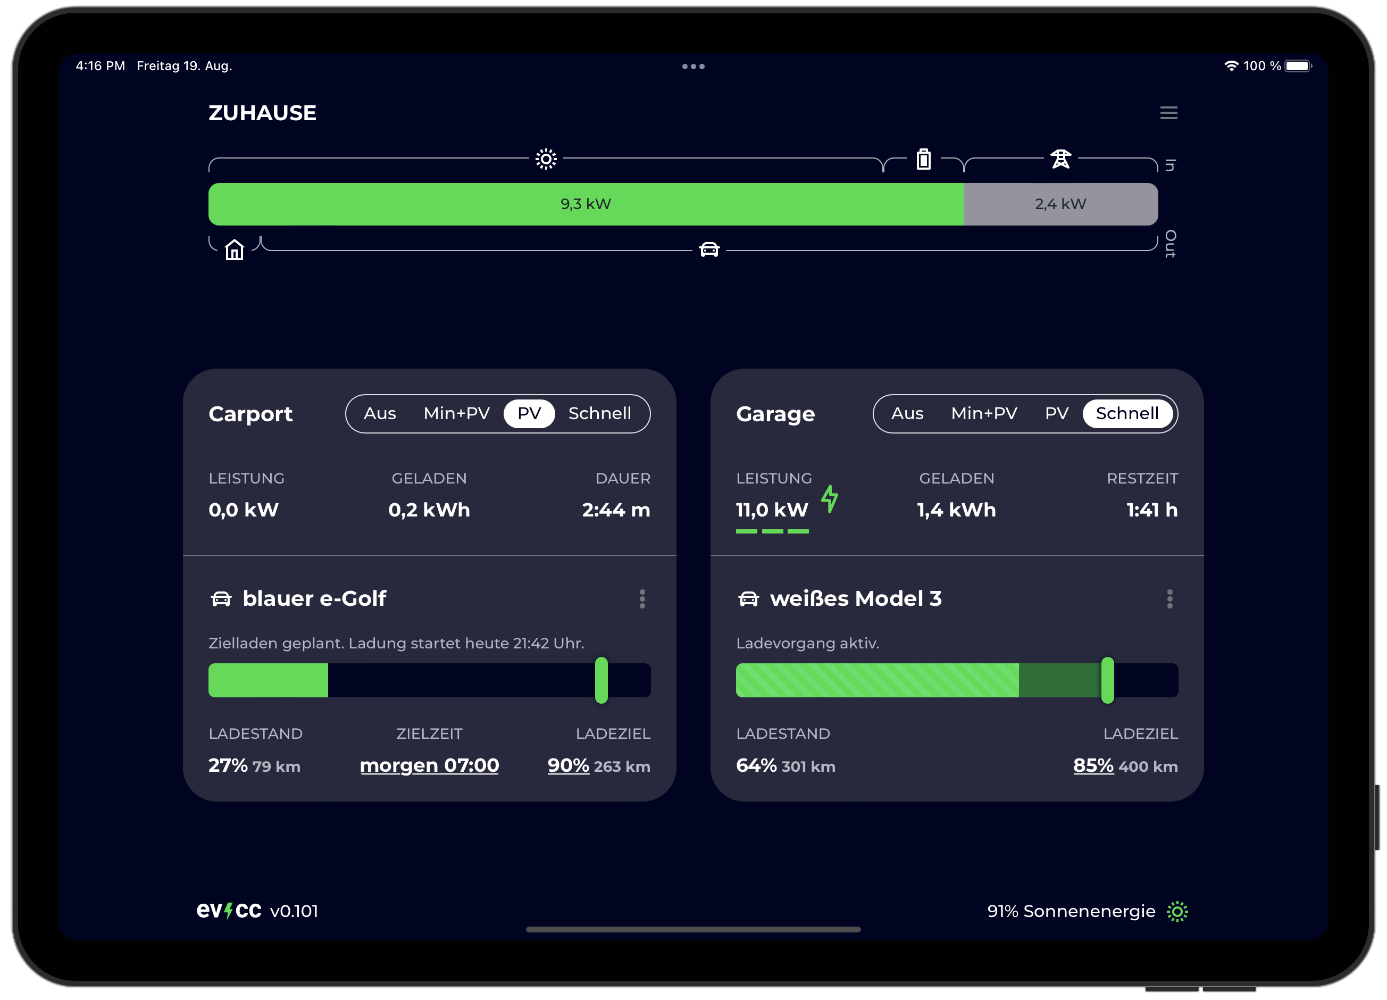 4:16 PM Freitag 19. Aug. 100 %
ZUHAUSE
In
9,3 kW 2,4 kW
Out
Carport Aus Min+PV PV Schnell
LEISTUNG GELADEN DAUER
0,0 kW 0,2 kWh 2:44 m
blauer e-Golf
Zielladen geplant. Ladung startet heute 21:42 Uhr.
LADESTAND ZIELZEIT LADEZIEL
27% 79 km morgen 07:00 90% 263 km
Garage Aus Min+PV PV Schnell
LEISTUNG GELADEN RESTZEIT
11,0 kW 1,4 kWh 1:41 h
weißes Model 3
Ladevorgang aktiv.
LADESTAND LADEZIEL
64% 301 km 85% 400 km
evcc v0.101 91% Sonnenenergie